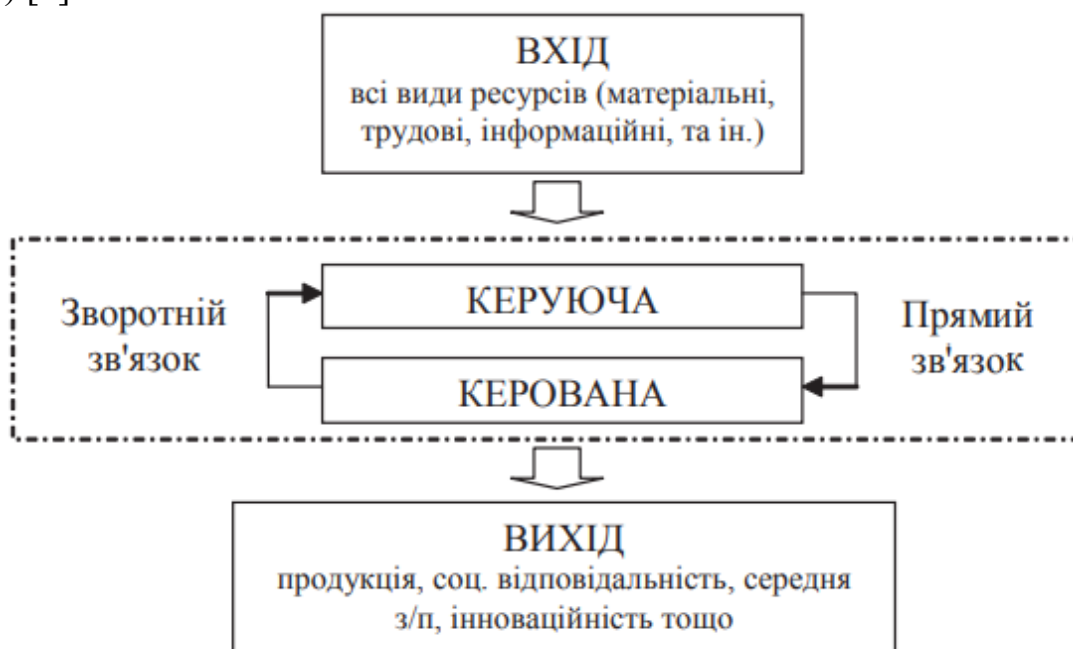 ВХІД
всі види ресурсів (матеріальні,
трудові, інформаційні, та ін.)
Зворотній
зв'язок
КЕРУЮЧА
КЕРОВАНА
Прямий
зв'язок
ВИХІД
продукція, соц. відповідальність, середня
з/п, інноваційність тощо